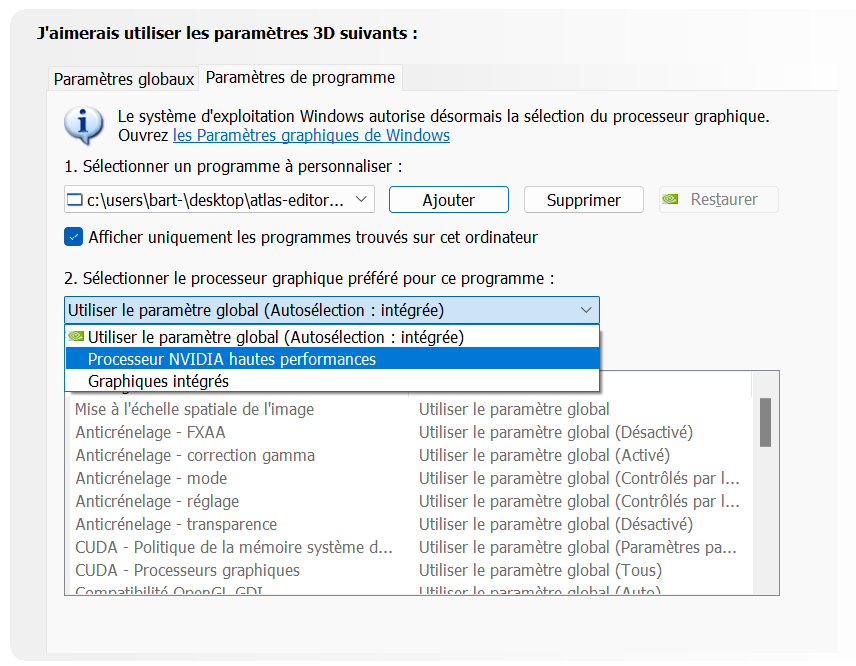 J'aimerais utiliser les paramètres 3D suivants :
Paramètres globaux
Paramètres de programme
Le système d'exploitation Windows autorise désormais la sélection du processeur graphique.
Ouvrez les Paramètres graphiques de Windows
1. Sélectionner un programme à personnaliser :
c:\users\bart-\desktop\atlas-editor...
Ajouter
Supprimer
Restaurer
Afficher uniquement les programmes trouvés sur cet ordinateur
2. Sélectionner le processeur graphique préféré pour ce programme :
Utiliser le paramètre global (Autosélection : intégrée)
Utiliser le paramètre global (Autosélection : intégrée)
Processeur NVIDIA hautes performances
Graphiques intégrés
Mise à l'échelle spatiale de l'image Utiliser le paramètre global
Anticrénelage - FXAA Utiliser le paramètre global (Désactivé)
Anticrénelage - correction gamma Utiliser le paramètre global (Activé)
Anticrénelage - mode Utiliser le paramètre global (Contrôlés par l...
Anticrénelage - réglage Utiliser le paramètre global (Contrôlés par l...
Anticrénelage - transparence Utiliser le paramètre global (Désactivé)
CUDA - Politique de la mémoire système d... Utiliser le paramètre global (Paramètres pa...
CUDA - Processeurs graphiques Utiliser le paramètre global (Tous)
Compatibilité OpenGL GDI Utiliser le paramètre global (Auto)